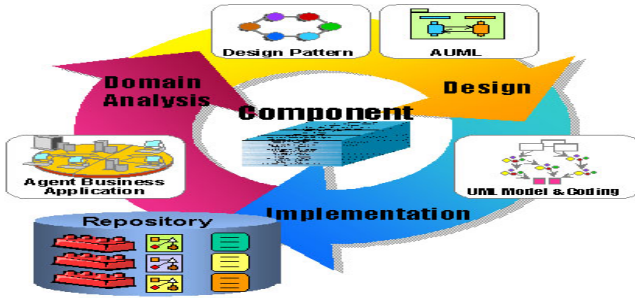 Design Pattern
AUML
Domain
Analysis
Design
Component
Agent Business
Application
UML Model & Coding
Implementation
Repository